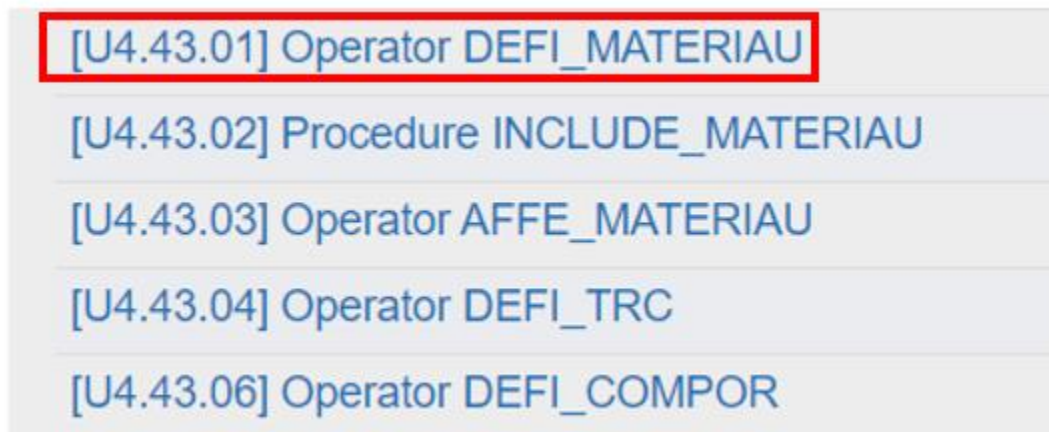 [U4.43.01] Operator DEFI_MATERIAU
[U4.43.02] Procedure INCLUDE_MATERIAU
[U4.43.03] Operator AFFE_MATERIAU
[U4.43.04] Operator DEFI_TRC
[U4.43.06] Operator DEFI_COMPOR